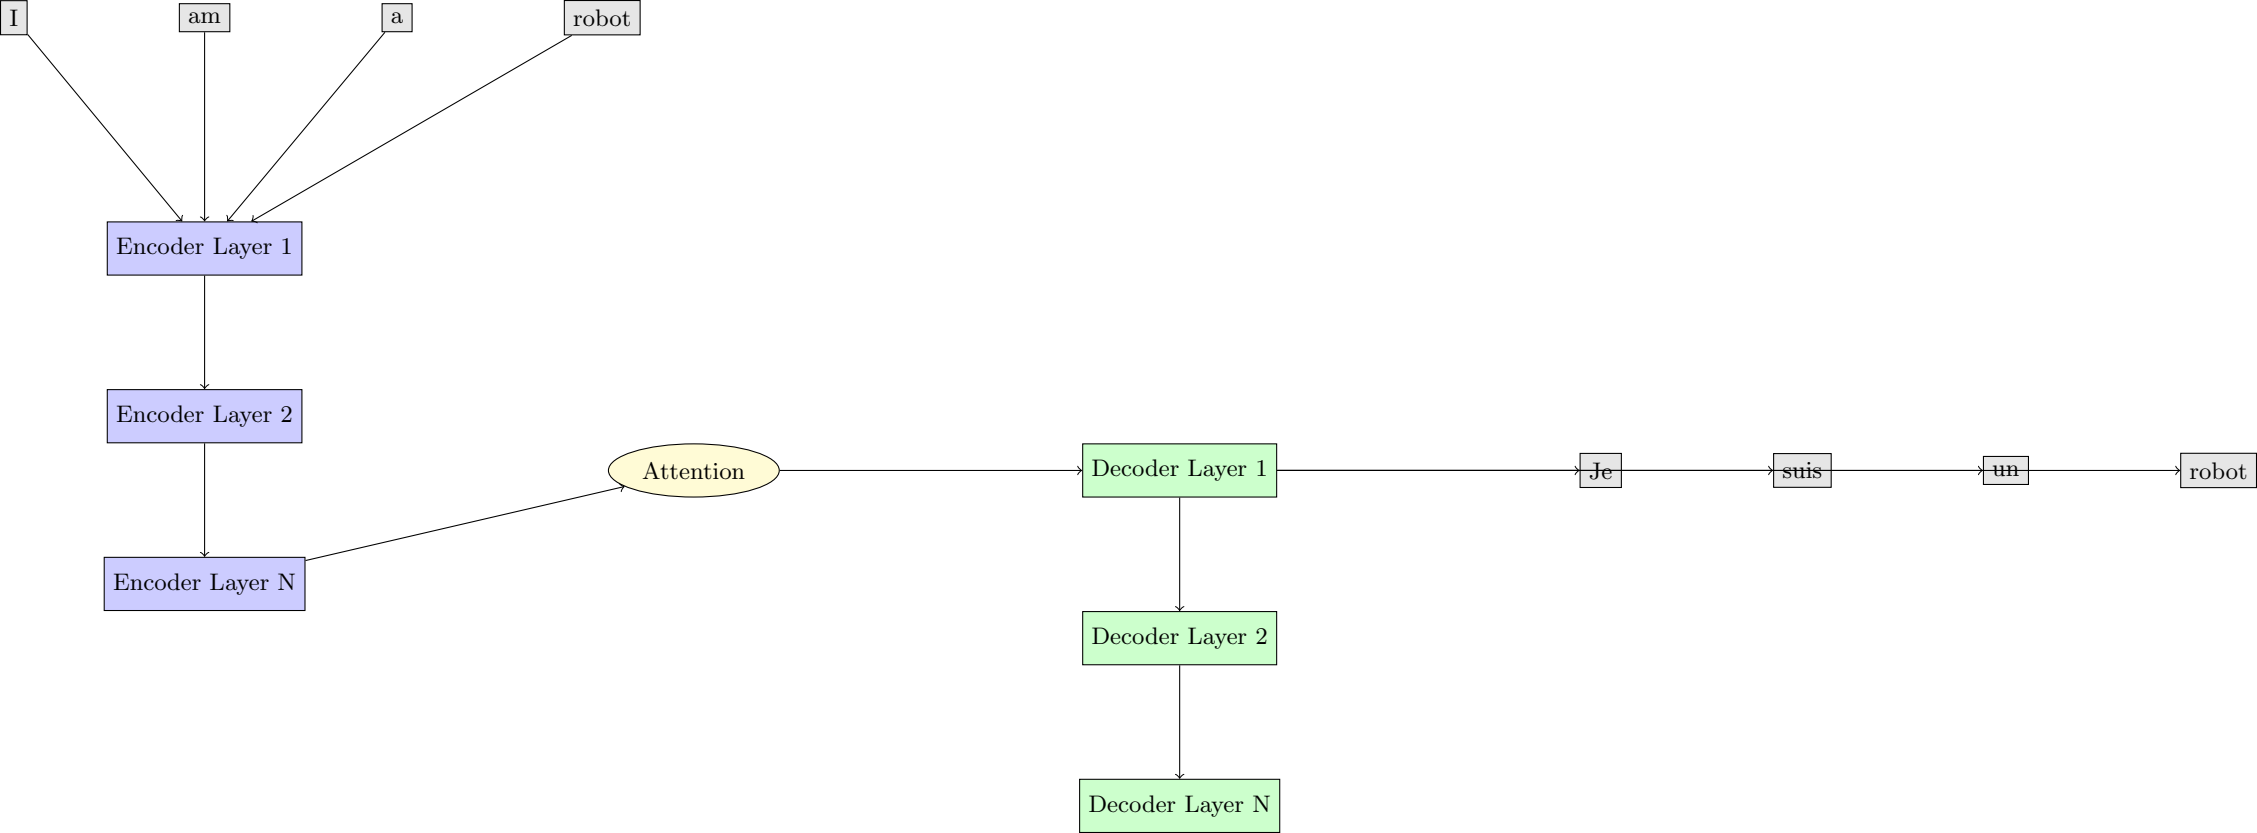 I
am
a
robot
Encoder Layer 1
Encoder Layer 2
Encoder Layer N
Attention
Decoder Layer 1
Decoder Layer 2
Decoder Layer N
Je
suis
un
robot